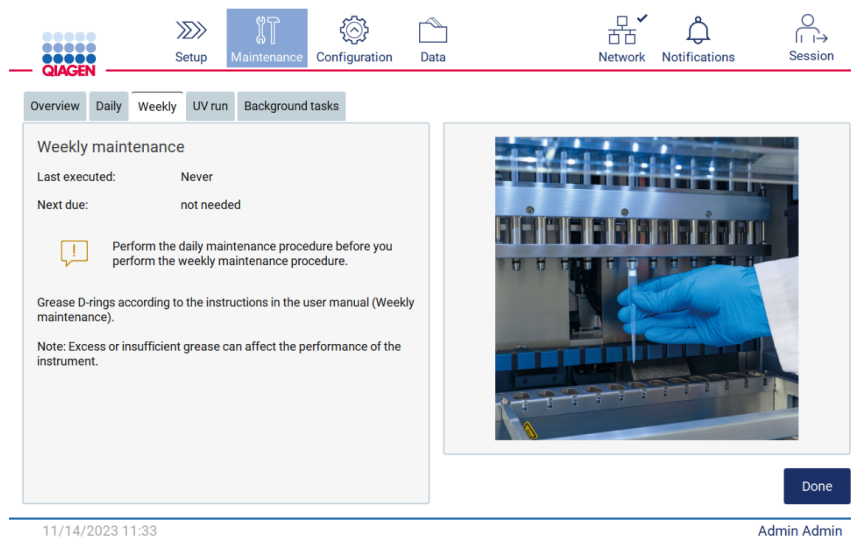 QIAGEN
Setup
Maintenance
Configuration
Data
Network
Notifications
Session
Overview
Daily
Weekly
UV run
Background tasks
Weekly maintenance
Last executed: Never
Next due: not needed
Perform the daily maintenance procedure before you
perform the weekly maintenance procedure.
Grease D-rings according to the instructions in the user manual (Weekly
maintenance).
Note: Excess or insufficient grease can affect the performance of the
instrument.
Done
11/14/2023 11:33
Admin Admin